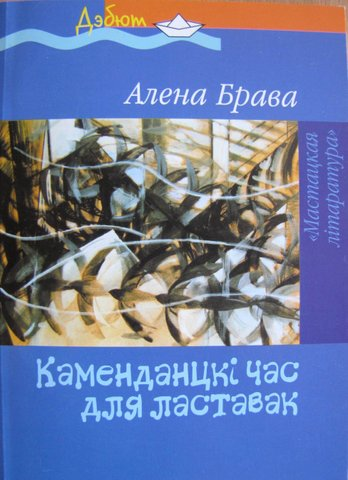 Дэбют
Алена Брава
«Мастацкая
літаратура»
Каменданцкі час
для ластавак